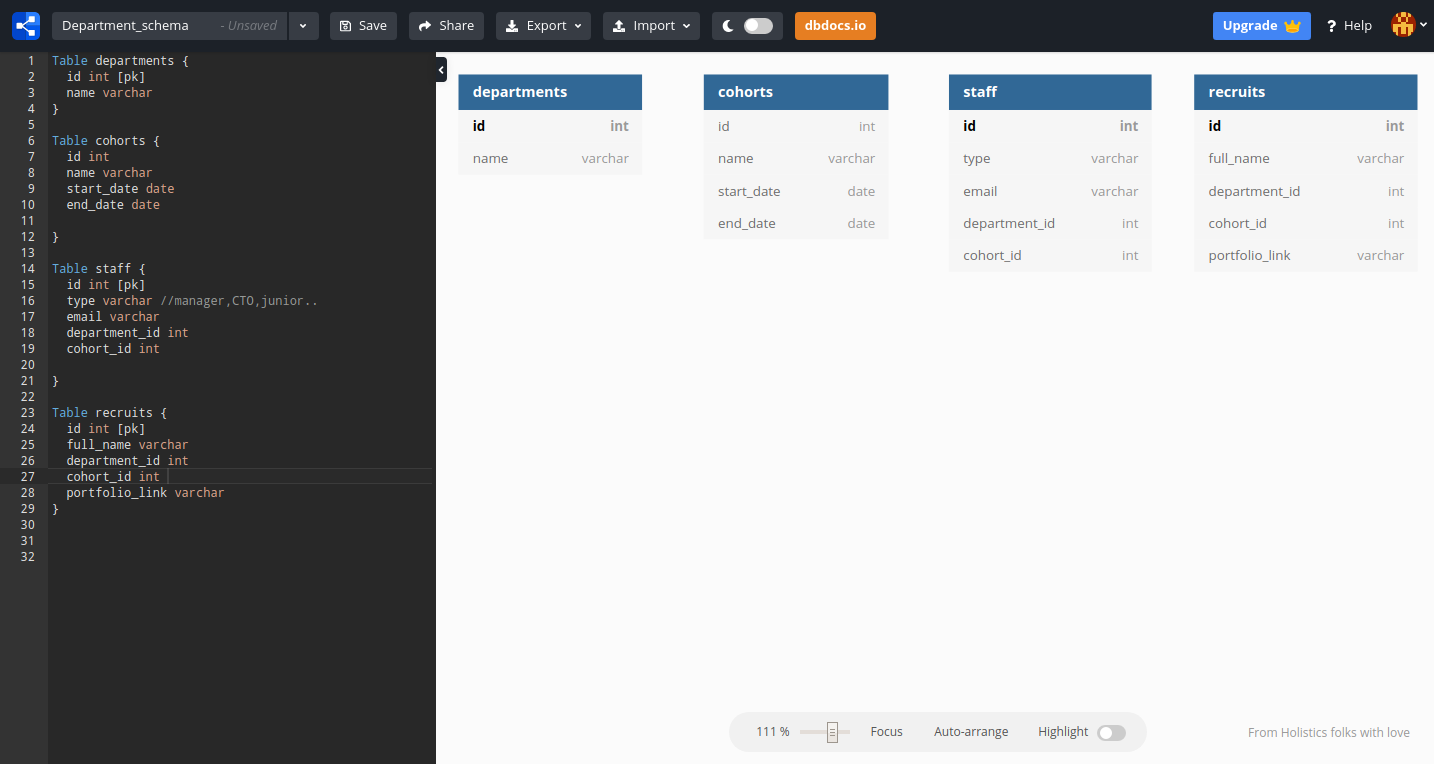 Department_schema - Unsaved Save Share Export Import dbdocs.io Upgrade ? Help
1 Table departments {
2 id int [pk]
3 name varchar
4 }
5
6 Table cohorts {
7 id int
8 name varchar
9 start_date date
10 end_date date
11
12 }
13
14 Table staff {
15 id int [pk]
16 type varchar //manager,CTO,junior..
17 email varchar
18 department_id int
19 cohort_id int
20
21 }
22
23 Table recruits {
24 id int [pk]
25 full_name varchar
26 department_id int
27 cohort_id int
28 portfolio_link varchar
29 }
30
31
32
departments
id int
name varchar
cohorts
id int
name varchar
start_date date
end_date date
staff
id int
type varchar
email varchar
department_id int
cohort_id int
recruits
id int
full_name varchar
department_id int
cohort_id int
portfolio_link varchar
111 % Focus Auto-arrange Highlight
From Holistics folks with love